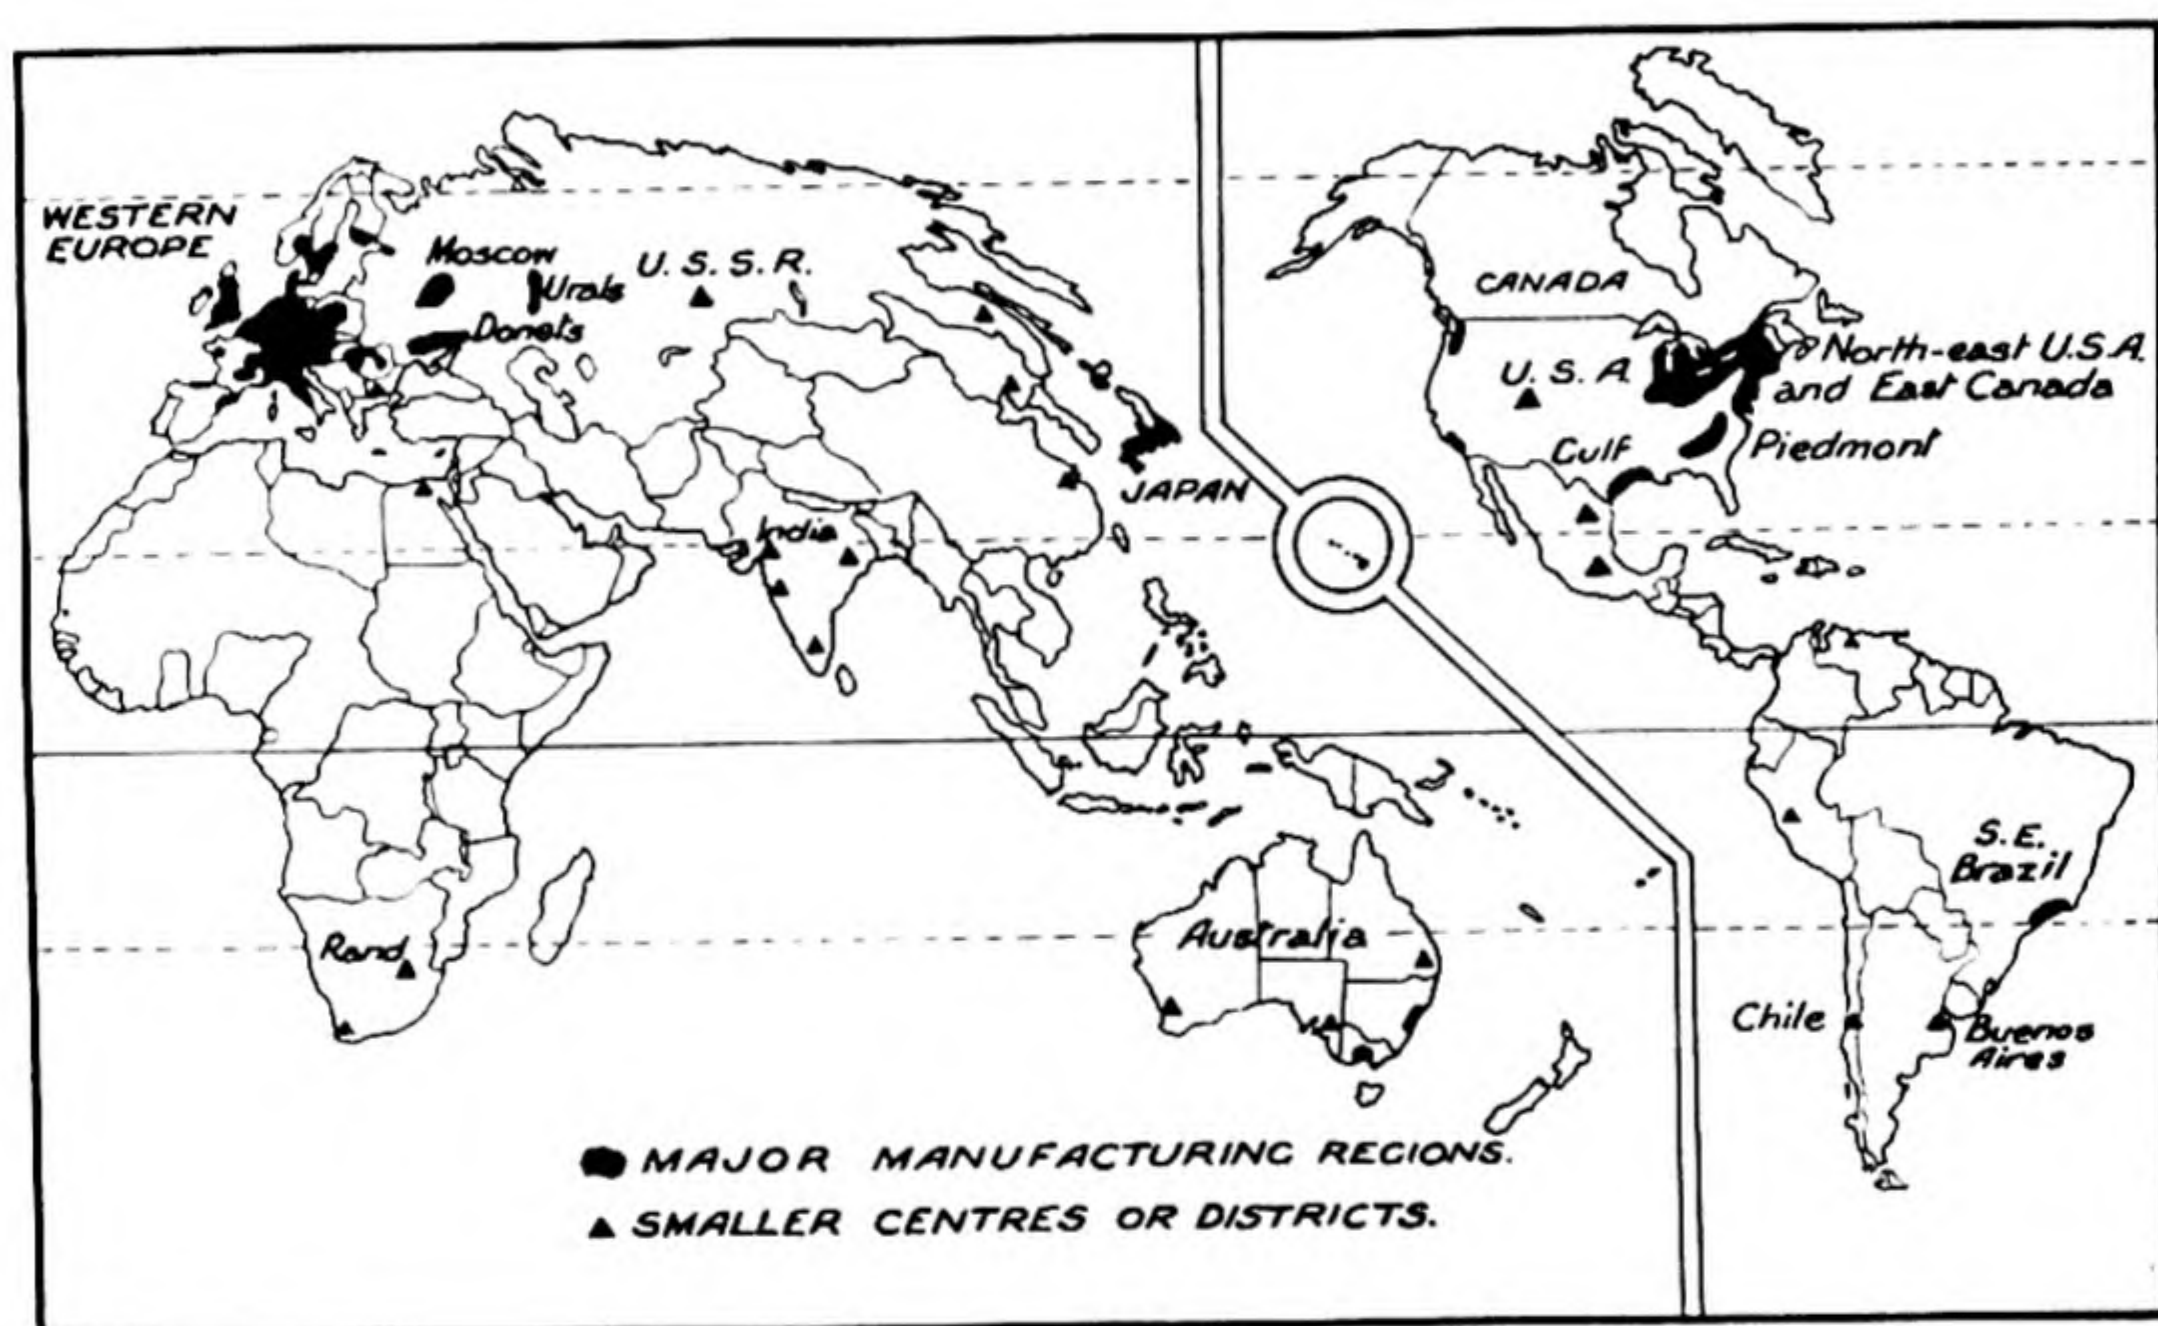 WESTERN
EUROPE
Moscow
Urals
U. S. S. R.
Donets
JAPAN
India
Rand
Australia
CANADA
U. S. A.
North-east U.S.A.
and East Canada
Gulf
Piedmont
S. E.
Brazil
Chile
Buenos
Aires
MAJOR MANUFACTURING REGIONS.
SMALLER CENTRES OR DISTRICTS.